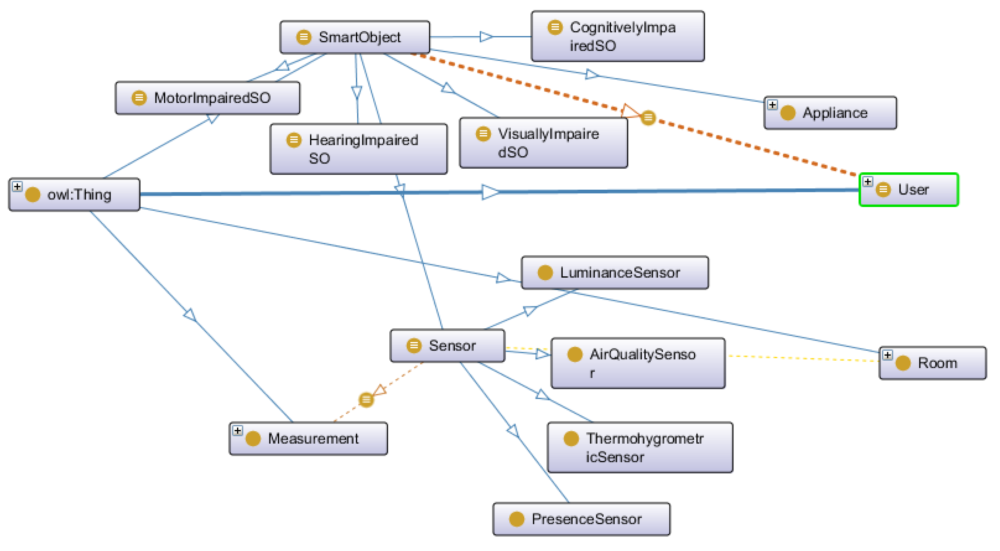 SmartObject
CognitivelyImpa
iredSO
MotorImpairedSO
Appliance
HearingImpaired
SO
VisuallyImpaire
dSO
owl:Thing
User
LuminanceSensor
Sensor
AirQualitySenso
r
Room
Measurement
Thermohygrometr
icSensor
PresenceSensor